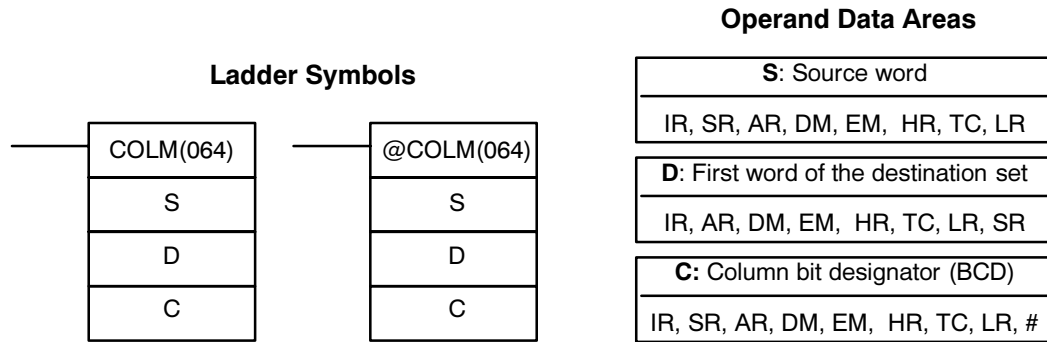 Ladder Symbols
COLM(064)
S
D
C
@COLM(064)
S
D
C
Operand Data Areas
S: Source word
IR, SR, AR, DM, EM, HR, TC, LR
D: First word of the destination set
IR, AR, DM, EM, HR, TC, LR, SR
C: Column bit designator (BCD)
IR, SR, AR, DM, EM, HR, TC, LR, #